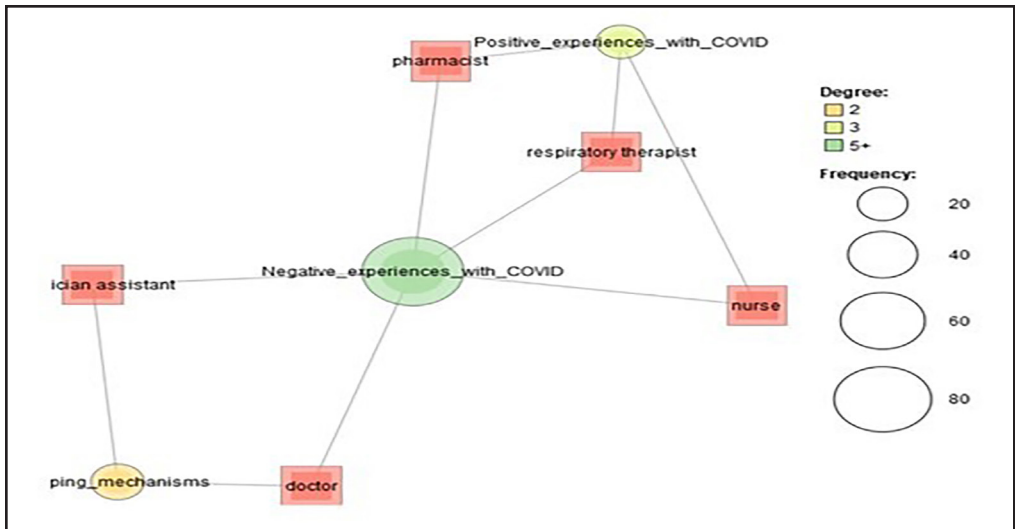 Positive_experiences_with_COVID
pharmacist
respiratory therapist
Negative_experiences_with_COVID
ician assistant
nurse
ping_mechanisms
doctor
Degree:
2
3
5+
Frequency:
20
40
60
80